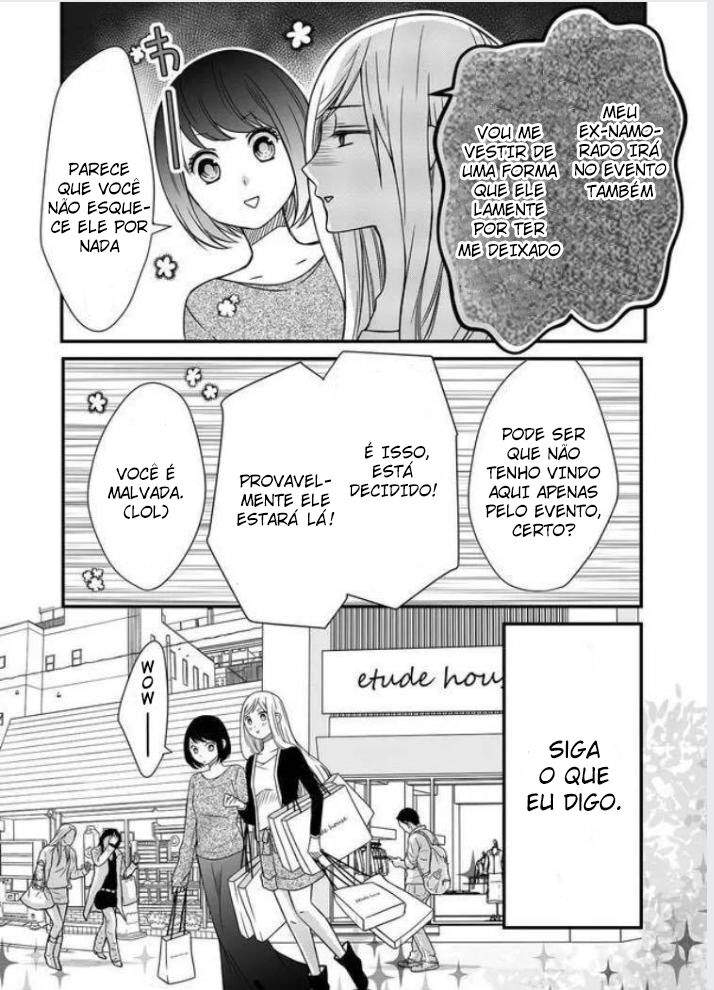 MEU
EX-NAMO-
RADO IRÁ
NO EVENTO
TAMBÉM
VOU ME
VESTIR DE
UMA FORMA
QUE ELE
LAMENTE
POR TER
ME DEIXADO
わー
PARECE
QUE VOCÊ
NÃO ESQUE-
CE ELE POR
NADA
PODE SER
QUE NÃO
TENHO VINDO
AQUI APENAS
PELO EVENTO,
CERTO?
É ISSO,
ESTÁ
DECIDIDO!
PROVAVEL-
MENTE ELE
ESTARÁ LÁ!
VOCÊ É
MALVADA.
(LOL)
SIGA
O QUE
EU DIGO.
etude hou
WOW—